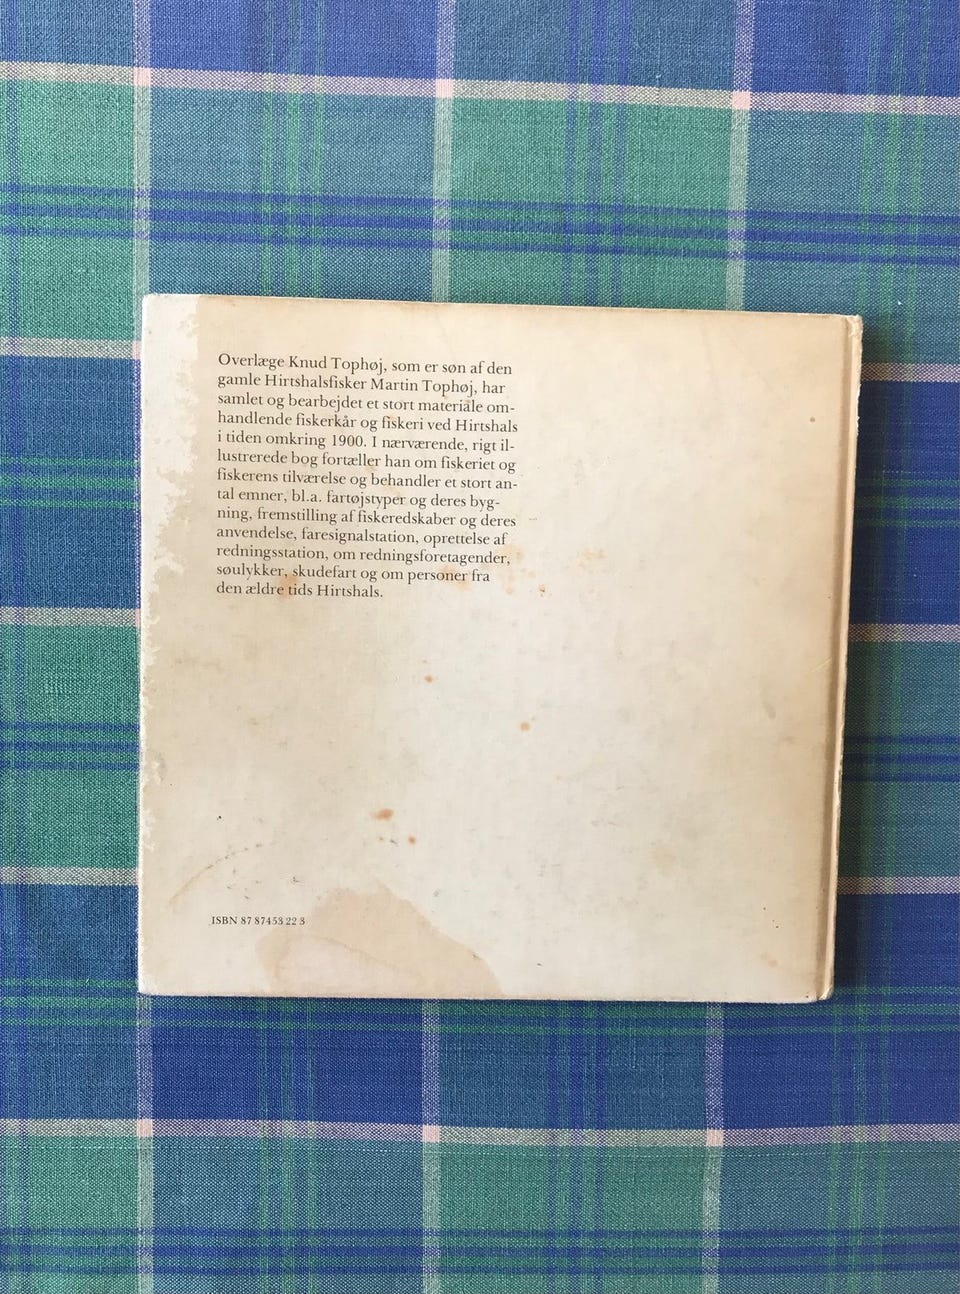 Overlæge Knud Tophøj, som er søn af den
gamle Hirtshalsfisker Martin Tophøj, har
samlet og bearbejdet et stort materiale om-
handlende fiskerkår og fiskeri ved Hirtshals
i tiden omkring 1900. I nærværende, rigt il-
lustrerede bog fortæller han om fiskeriet og
fiskerens tilværelse og behandler et stort an-
tal emner, bl.a. fartøjstyper og deres byg-
ning, fremstilling af fiskeredskaber og deres
anvendelse, faresignalstation, oprettelse af
redningsstation, om redningsforetagender,
søulykker, skudefart og om personer fra
den ældre tids Hirtshals.
ISBN 87 87453 22 3